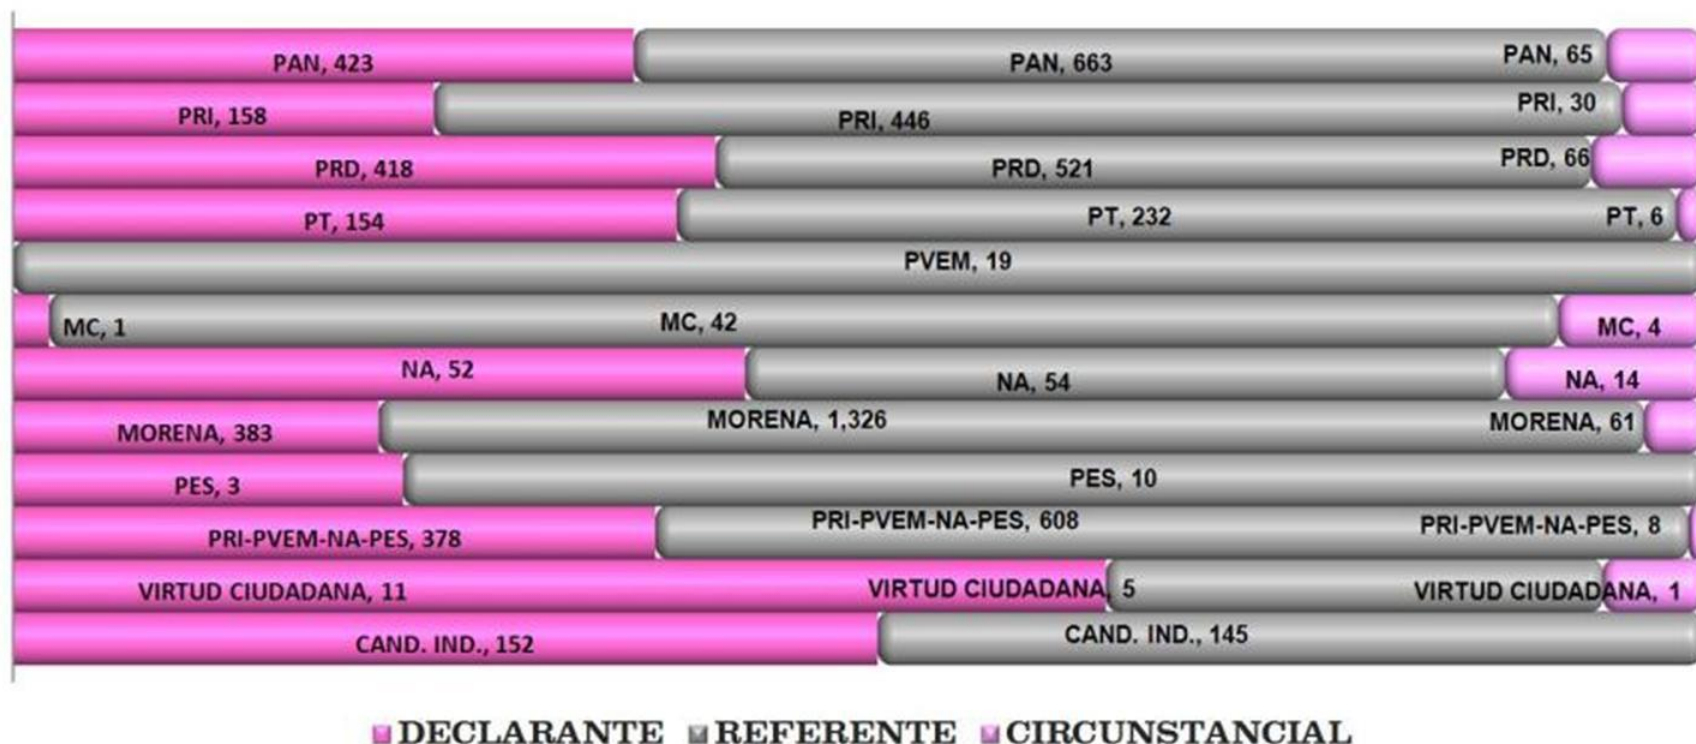 PAN, 423 PAN, 663 PAN, 65
PRI, 158 PRI, 446 PRI, 30
PRD, 418 PRD, 521 PRD, 66
PT, 154 PT, 232 PT, 6
PVEM, 19
MC, 1 MC, 42 MC, 4
NA, 52 NA, 54 NA, 14
MORENA, 383 MORENA, 1,326 MORENA, 61
PES, 3 PES, 10
PRI-PVEM-NA-PES, 378 PRI-PVEM-NA-PES, 608 PRI-PVEM-NA-PES, 8
VIRTUD CIUDADANA, 11 VIRTUD CIUDADANA, 5 VIRTUD CIUDADANA, 1
CAND. IND., 152 CAND. IND., 145
DECLARANTE REFERENTE CIRCUNSTANCIAL